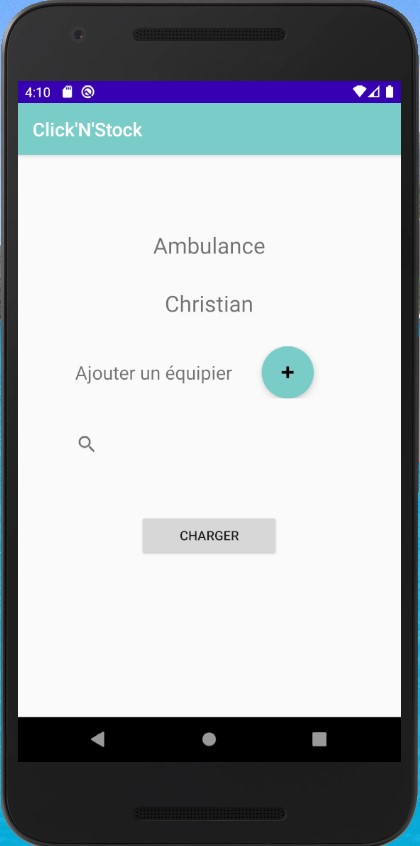 4:10
Click'N'Stock
Ambulance
Christian
Ajouter un équipier
+
CHARGER